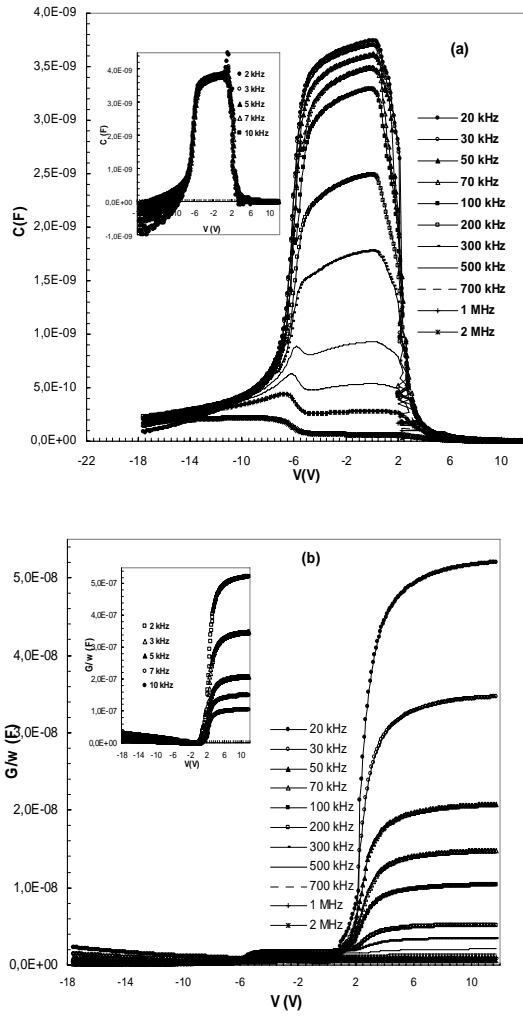 4,0E-09
3,5E-09
3,0E-09
2,5E-09
2,0E-09
1,5E-09
1,0E-09
5,0E-10
0,0E+00
C(F)
-22 -18 -14 -10 -6 -2 2 6 10
V(V)
(a)
20 kHz
30 kHz
50 kHz
70 kHz
100 kHz
200 kHz
300 kHz
500 kHz
700 kHz
1 MHz
2 MHz
4,0E-09
3,0E-09
2,0E-09
1,0E-09
0,0E+00
-1,0E-09
C (F)
-14 -10 -6 -2 2 6 10
V (V)
2 kHz
3 kHz
5 kHz
7 kHz
10 kHz
5,0E-08
4,0E-08
3,0E-08
2,0E-08
1,0E-08
0,0E+00
G/w (F)
-18 -14 -10 -6 -2 2 6 10
V (V)
(b)
20 kHz
30 kHz
50 kHz
70 kHz
100 kHz
200 kHz
300 kHz
500 kHz
700 kHz
1 MHz
2 MHz
5,0E-07
4,0E-07
3,0E-07
2,0E-07
1,0E-07
0,0E+00
G/w (F)
-18 -14 -10 -6 -2 2 6 10
V(V)
2 kHz
3 kHz
5 kHz
7 kHz
10 kHz